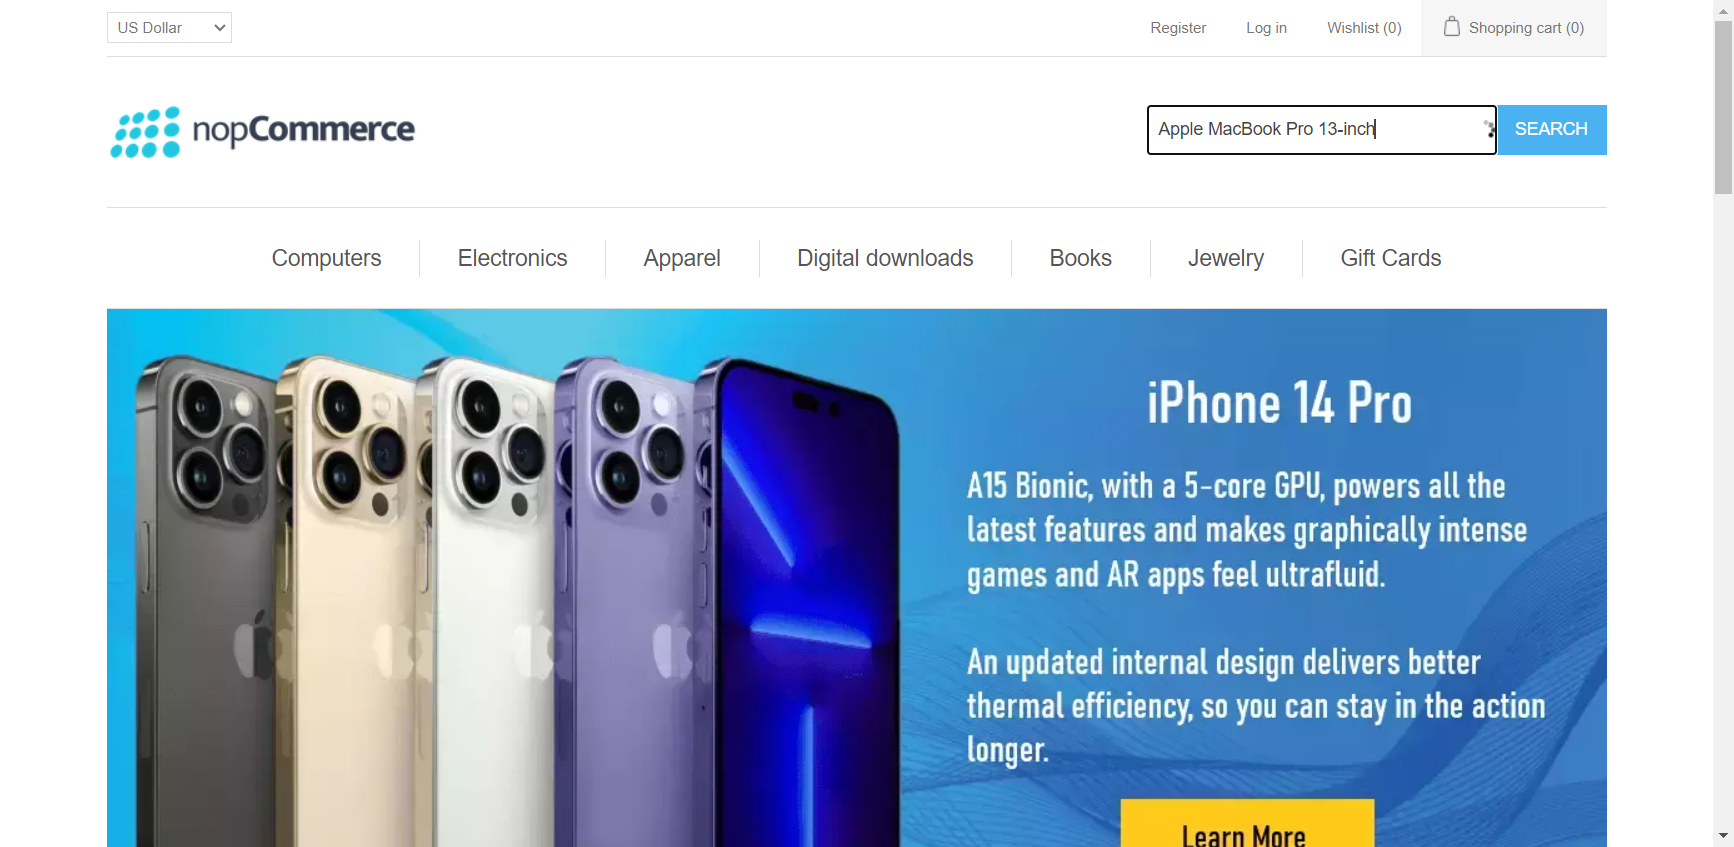 US Dollar
Register
Log in
Wishlist (0)
Shopping cart (0)
nopCommerce
Apple MacBook Pro 13-inch
SEARCH
Computers
Electronics
Apparel
Digital downloads
Books
Jewelry
Gift Cards
iPhone 14 Pro
A15 Bionic, with a 5-core GPU, powers all the
latest features and makes graphically intense
games and AR apps feel ultrafluid.
An updated internal design delivers better
thermal efficiency, so you can stay in the action
longer.
Learn More